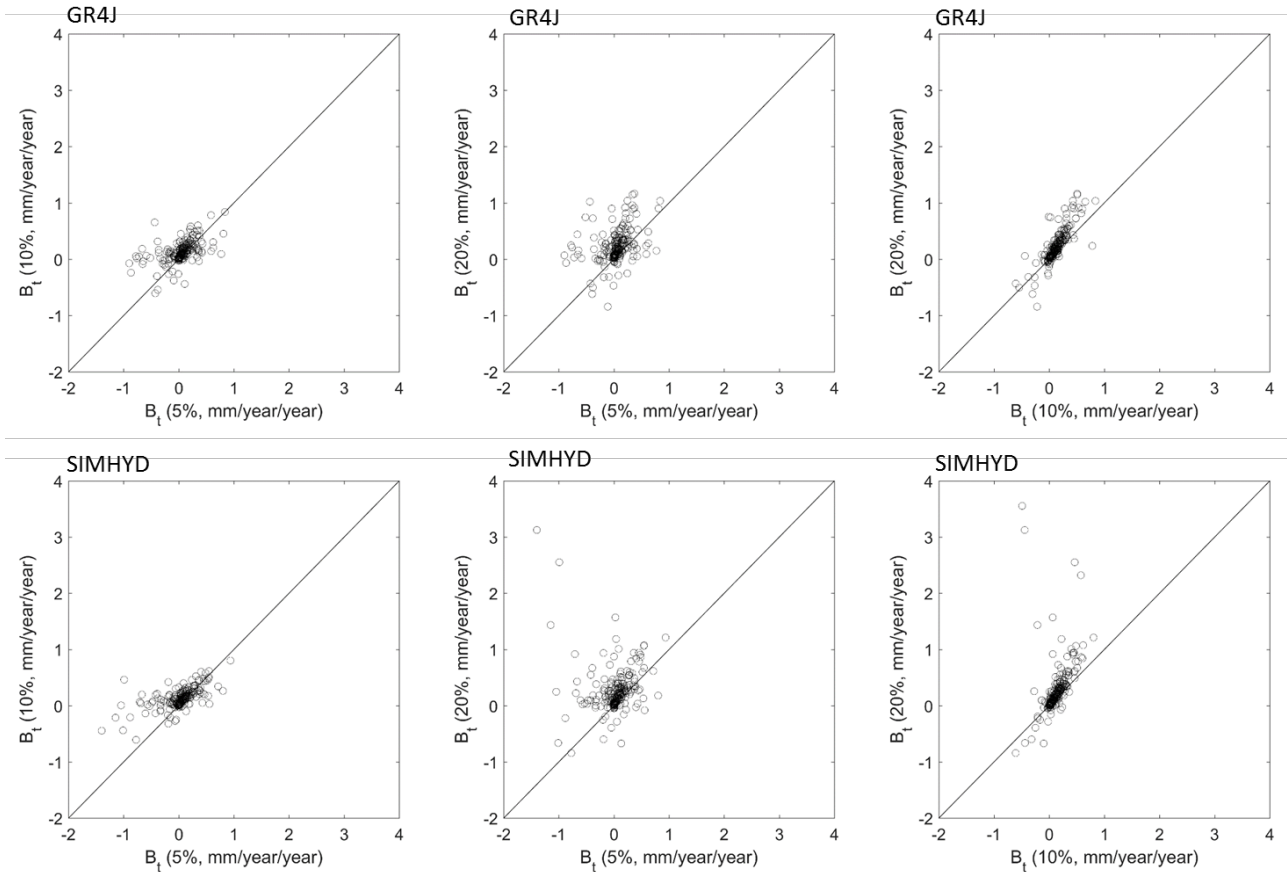 GR4J
GR4J
GR4J
4
3
2
1
0
-1
-2
B_t (10%, mm/year/year)
-2 -1 0 1 2 3 4
B_t (5%, mm/year/year)
4
3
2
1
0
-1
-2
B_t (20%, mm/year/year)
-2 -1 0 1 2 3 4
B_t (5%, mm/year/year)
4
3
2
1
0
-1
-2
B_t (20%, mm/year/year)
-2 -1 0 1 2 3 4
B_t (10%, mm/year/year)
SIMHYD
SIMHYD
SIMHYD
4
3
2
1
0
-1
-2
B_t (10%, mm/year/year)
-2 -1 0 1 2 3 4
B_t (5%, mm/year/year)
4
3
2
1
0
-1
-2
B_t (20%, mm/year/year)
-2 -1 0 1 2 3 4
B_t (5%, mm/year/year)
4
3
2
1
0
-1
-2
B_t (20%, mm/year/year)
-2 -1 0 1 2 3 4
B_t (10%, mm/year/year)